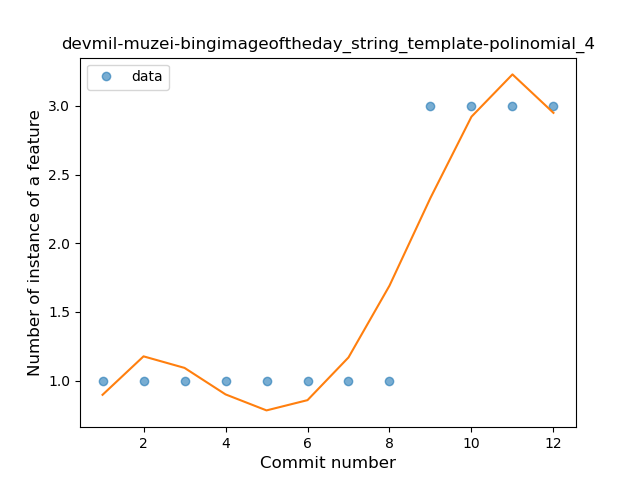 devmil-muzei-bingimageoftheday_string_template-polinomial_4
data
Number of instance of a feature
3.0
2.5
2.0
1.5
1.0
2 4 6 8 10 12
Commit number